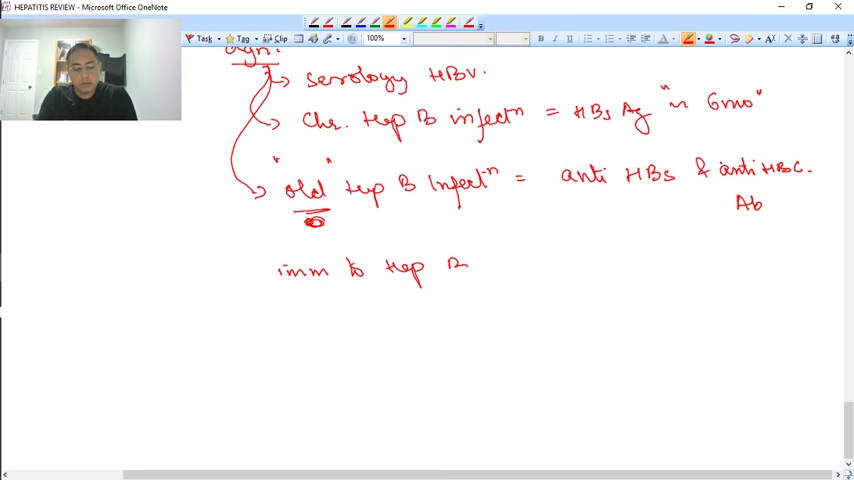 HEPATITIS REVIEW - Microsoft Office OneNote
Task Tag Clip 100% B I U
serology HBV.
Chr. Hep B infectⁿ = HBs Ag "~ 6mo"
"old" Hep B Infectⁿ = anti HBs & anti HBC.
Ab
imm to Hep B